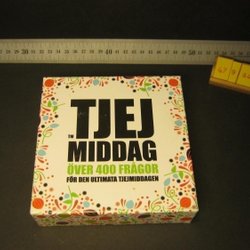 TJEJ
MIDDAG
ÖVER 400 FRÅGOR
FÖR DEN ULTIMATA TJEJMIDDAGEN